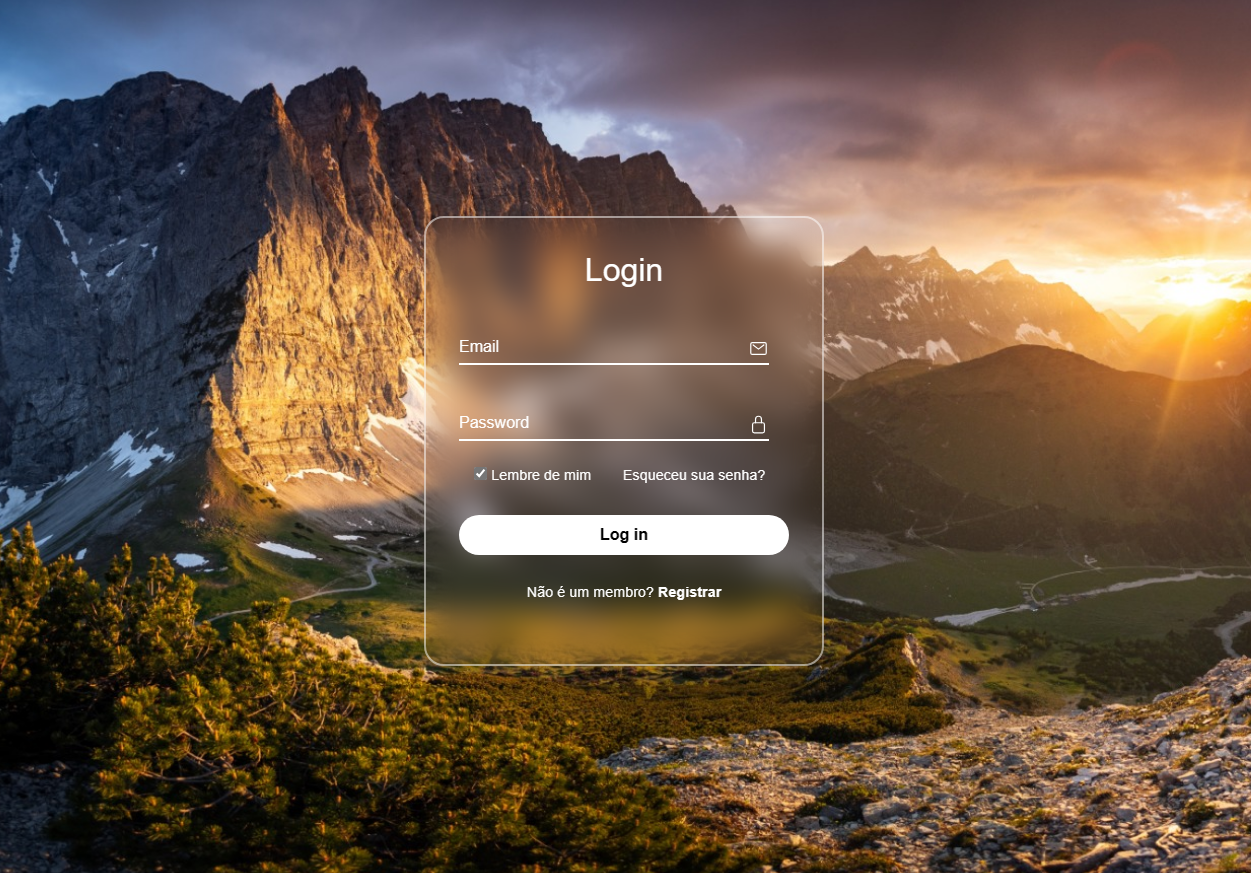 Login
Email
Password
Lembre de mim Esqueceu sua senha?
Log in
Não é um membro? Registrar